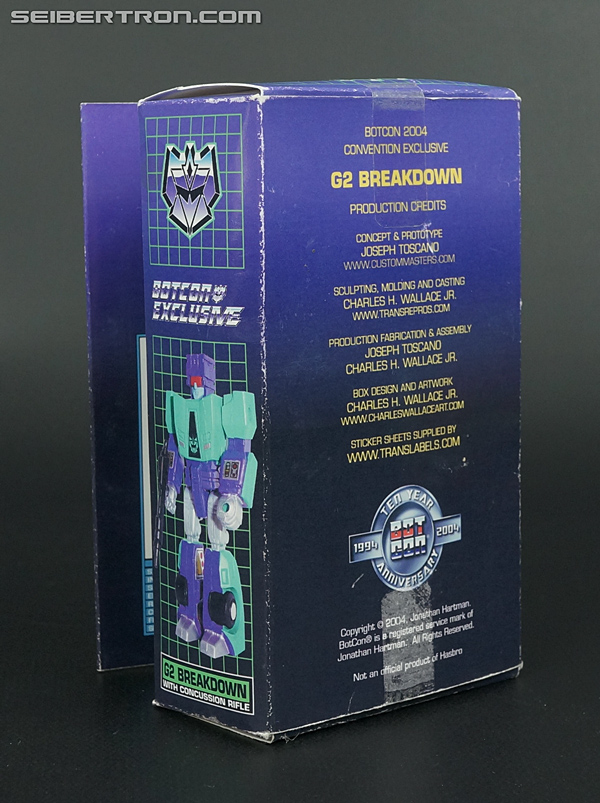 SEIBERTRON.COM
BOTCON 2004
CONVENTION EXCLUSIVE
G2 BREAKDOWN
PRODUCTION CREDITS
CONCEPT & PROTOTYPE
JOSEPH TOSCANO
WWW.CUSTOMMASTERS.COM
SCULPTING, MOLDING AND CASTING
CHARLES H. WALLACE JR.
WWW.TRANSREPROS.COM
PRODUCTION FABRICATION & ASSEMBLY
JOSEPH TOSCANO
CHARLES H. WALLACE JR.
BOX DESIGN AND ARTWORK
CHARLES H. WALLACE JR.
WWW.CHARLESWALLACEART.COM
STICKER SHEETS SUPPLIED BY
WWW.TRANSLABELS.COM
TEN YEAR
1994 BOT CON 2004
ANNIVERSARY
Copyright © 2004, Jonathan Hartman.
BotCon® is a registered service mark of
Jonathan Hartman. All Rights Reserved.
Not an official product of Hasbro
BOTCON
EXCLUSIVE
G2 BREAKDOWN
WITH CONCUSSION RIFLE